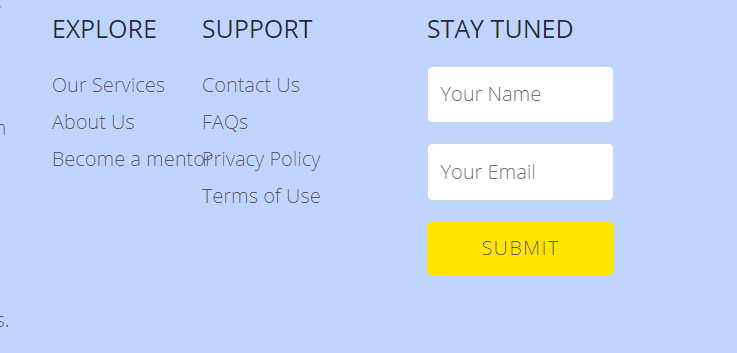 EXPLORE
Our Services
About Us
Become a mentor
SUPPORT
Contact Us
FAQs
Privacy Policy
Terms of Use
STAY TUNED
Your Name
Your Email
SUBMIT